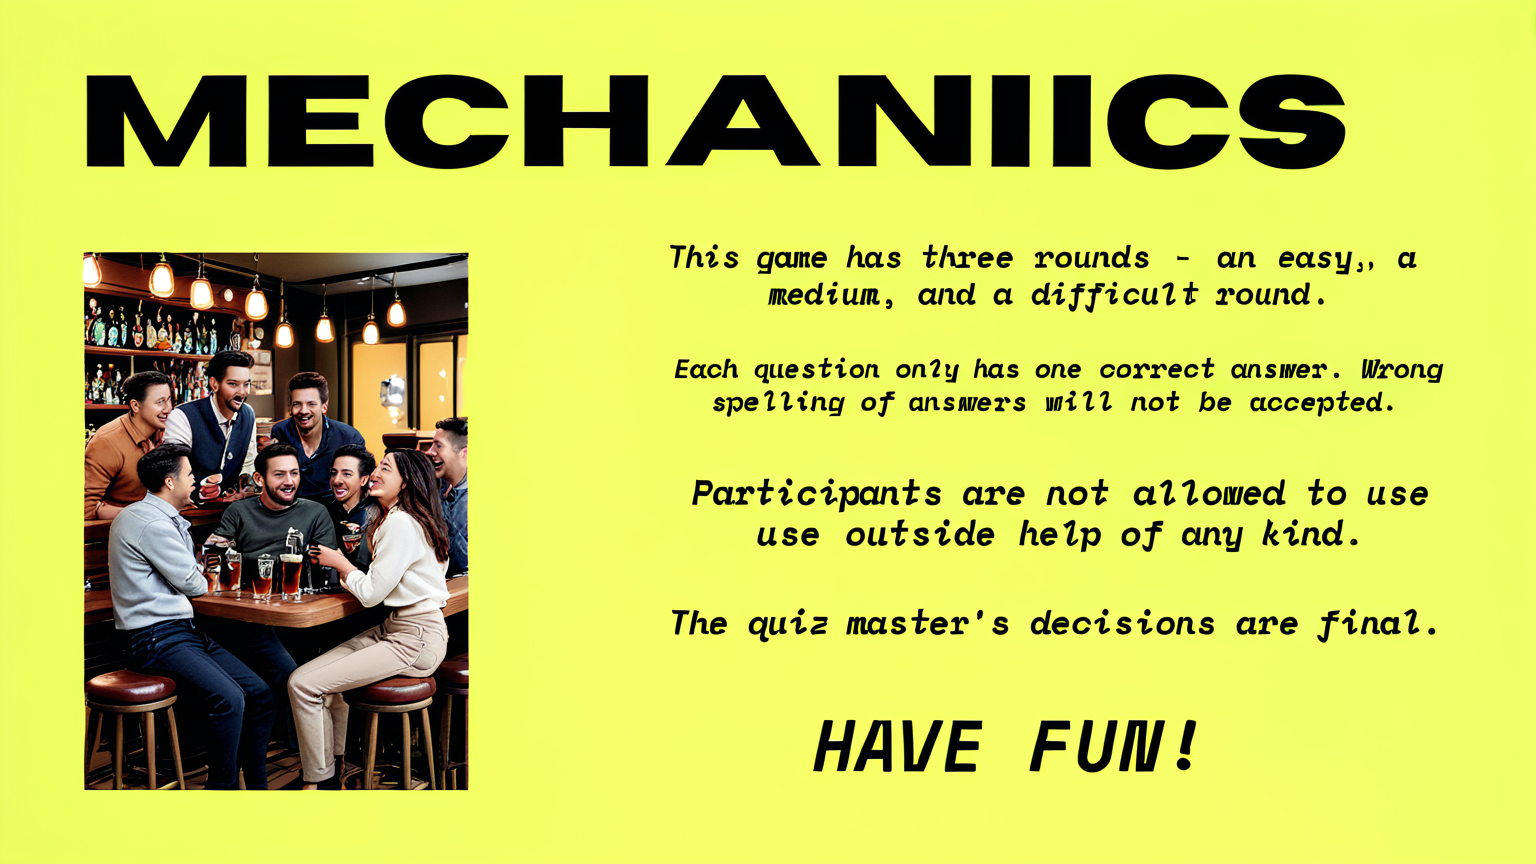 MECHANIICS
This game has three rounds - an easy,, a
medium, and a difficult round.
Each question only has one correct answer. Wrong
spelling of answers will not be accepted.
Participants are not allowed to use
use outside help of any kind.
The quiz master's decisions are final.
HAVE FUN!